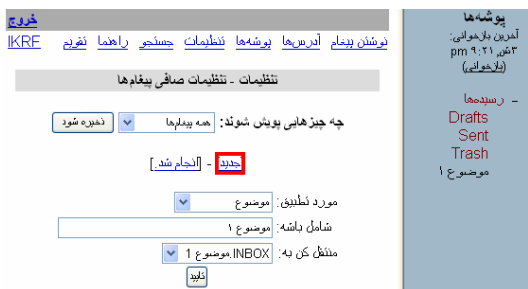 پوشه‌ها
آخرین بازخوانی:
۳ش, ۹:۲۱ pm
(بازخوانی)
- رسیده‌ها
Drafts
Sent
Trash
موضوع ۱
خروج
نوشتن پیغام آدرس‌ها پوشه‌ها تنظیمات جستجو راهنما تقویم IKRF
تنظیمات - تنظیمات صافی پیغام‌ها
چه چیزهایی پویش شوند: همه پیغام‌ها ذخیره شود
[جدید] - [انجام شد.]
مورد تطبیق: موضوع
شامل باشه: موضوع ۱
منتقل کن به: INBOX.موضوع 1
تایید